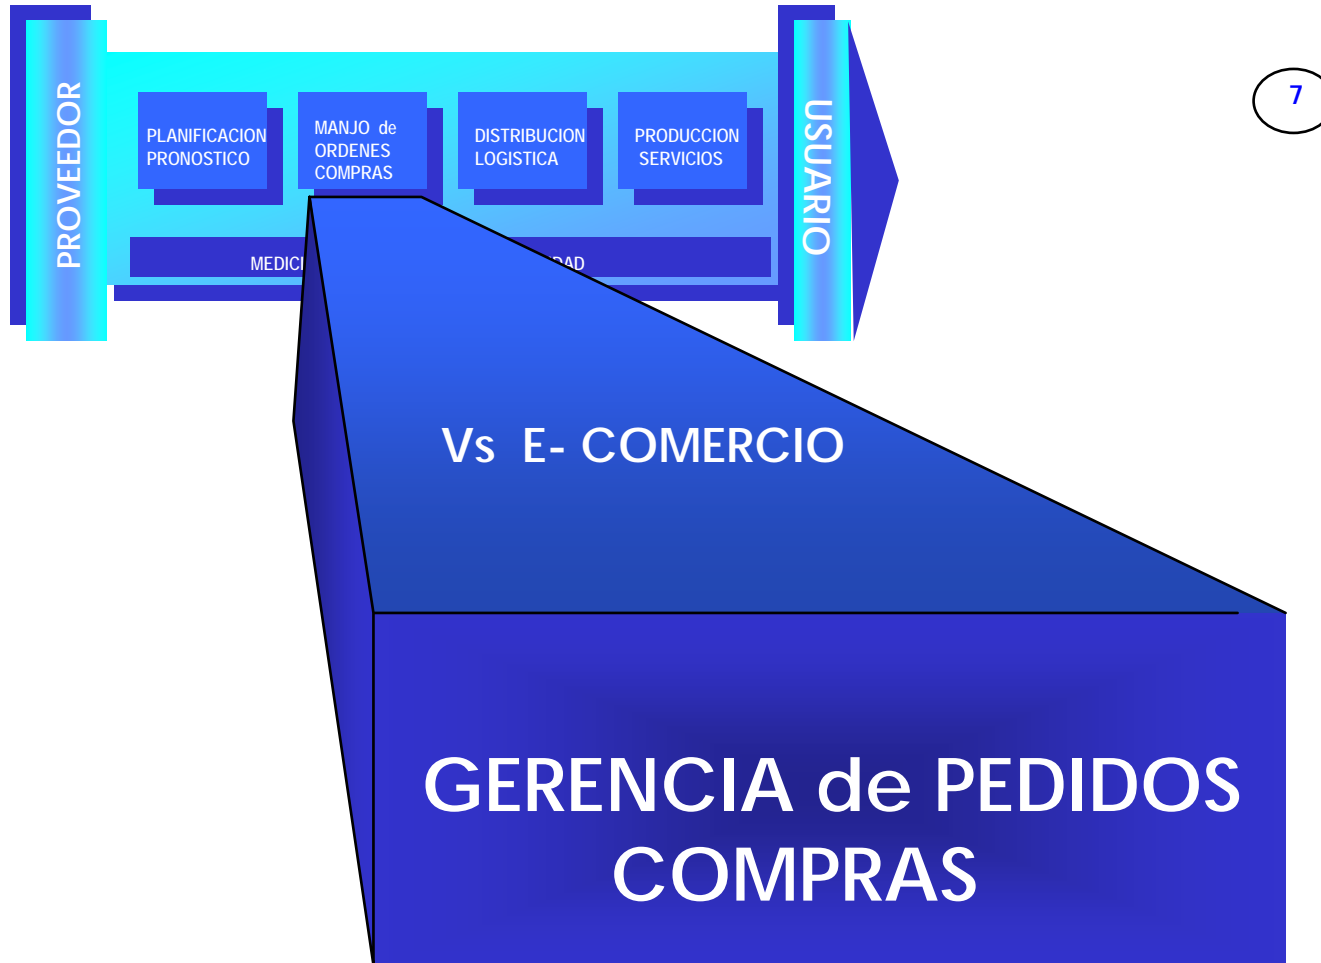 PROVEEDOR
PLANIFICACION
PRONOSTICO
MANJO de
ORDENES
COMPRAS
DISTRIBUCION
LOGISTICA
PRODUCCION
SERVICIOS
USUARIO
7
Vs E- COMERCIO
GERENCIA de PEDIDOS
COMPRAS